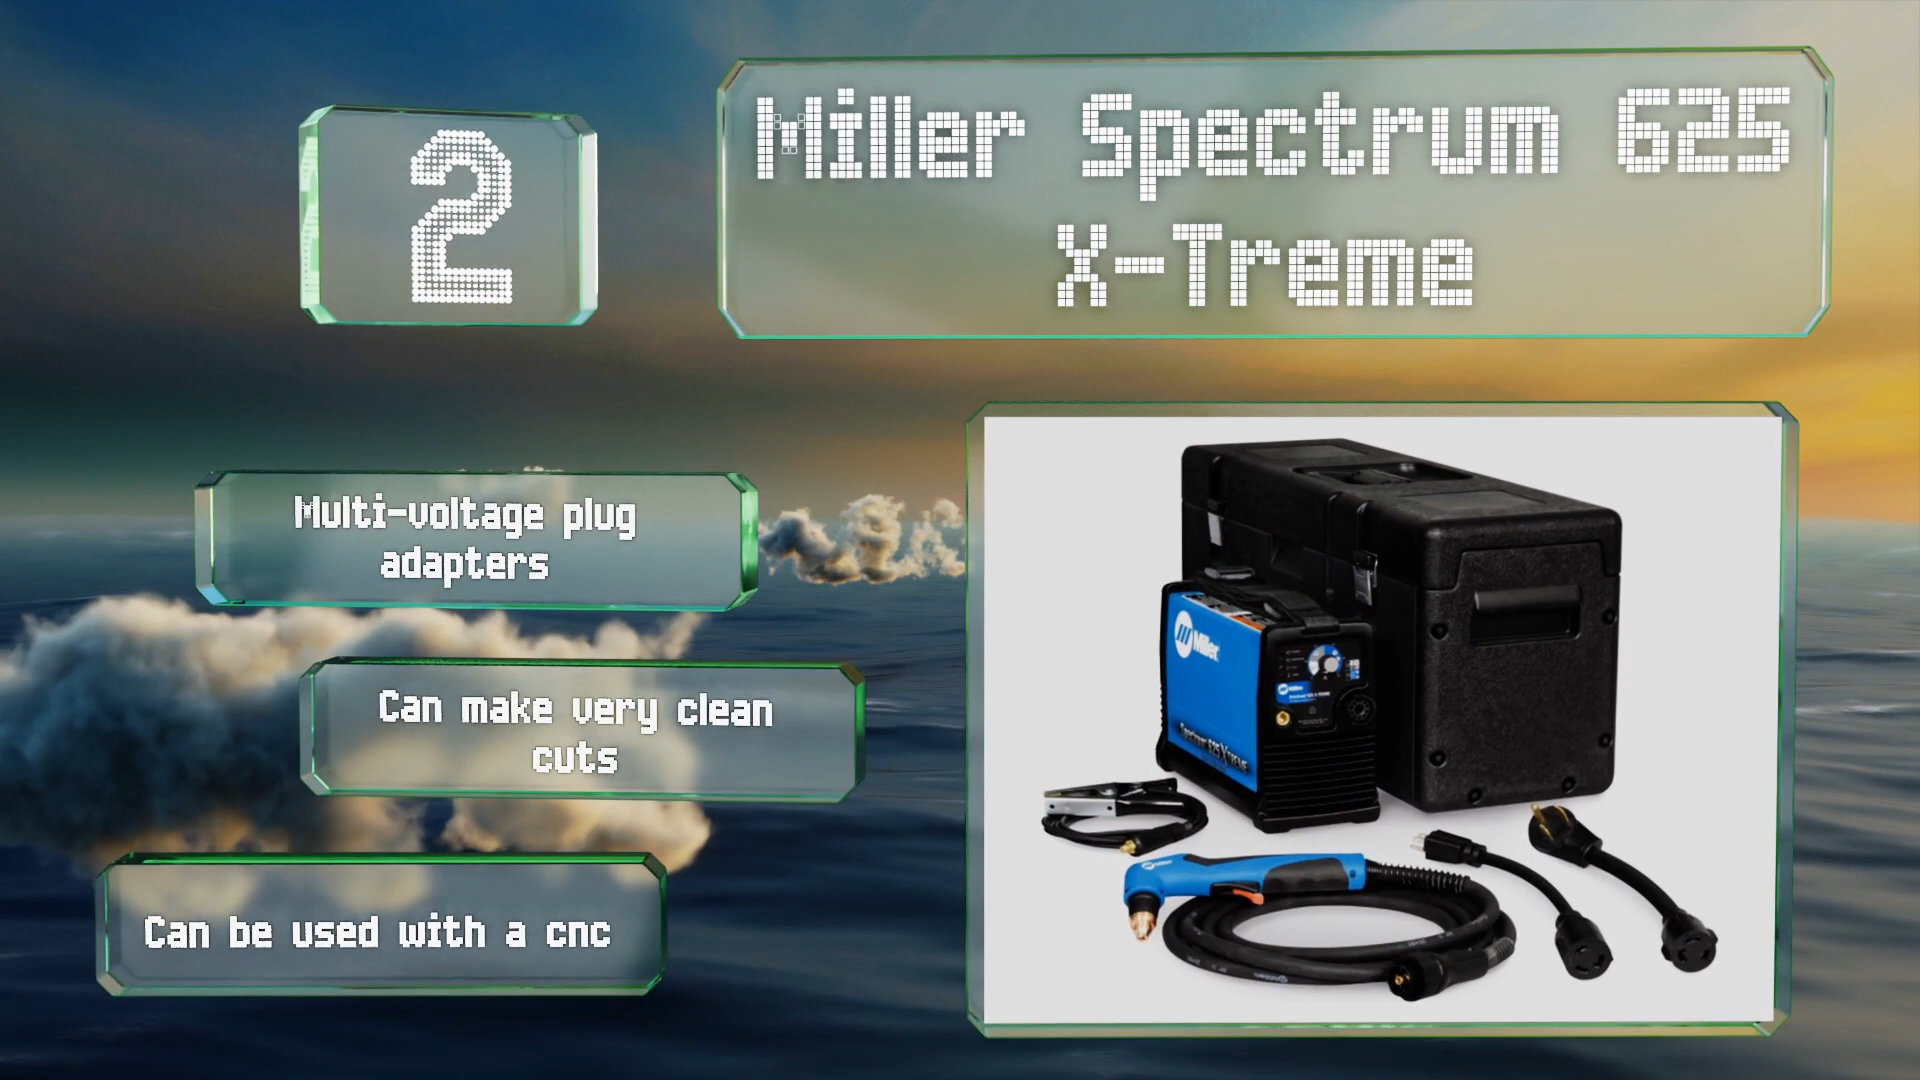 2
Miller Spectrum 625
X-Treme
Multi-voltage plug
adapters
Can make very clean
cuts
Can be used with a cnc
Miller
Spectrum 625 X-TREME
Miller